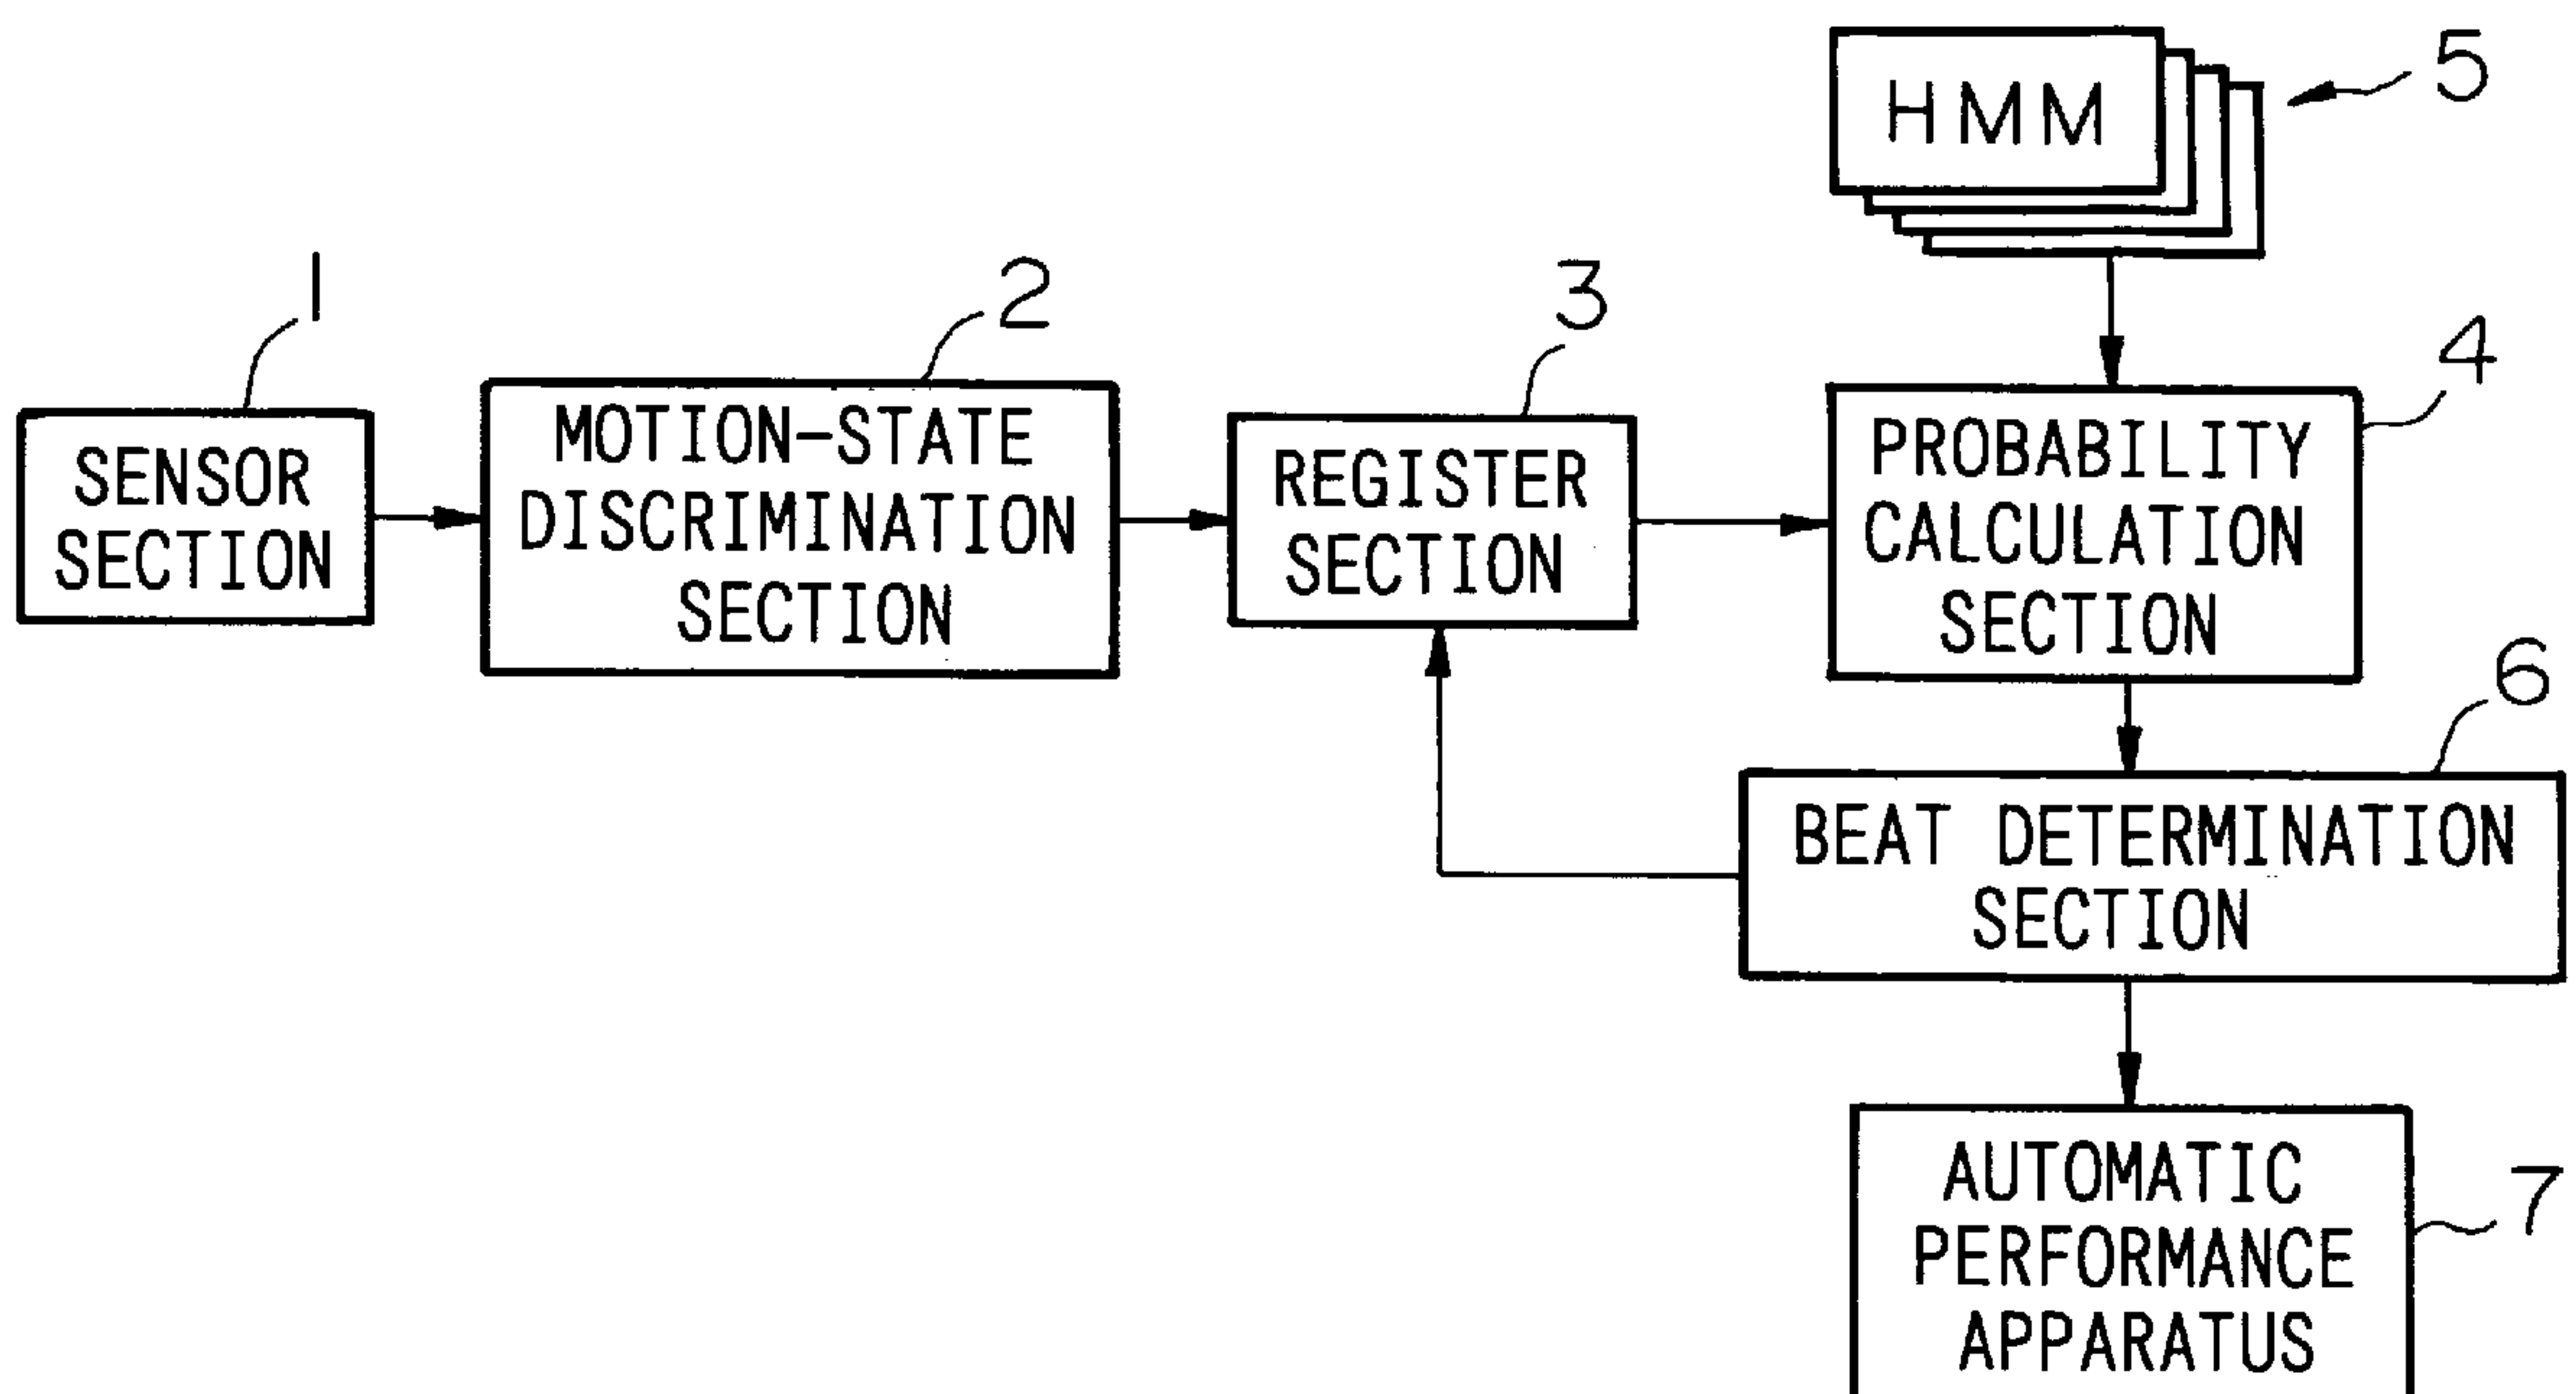 HMM
5
1
2
3
4
SENSOR
SECTION
MOTION-STATE
DISCRIMINATION
SECTION
REGISTER
SECTION
PROBABILITY
CALCULATION
SECTION
6
BEAT DETERMINATION
SECTION
AUTOMATIC
PERFORMANCE
APPARATUS
7